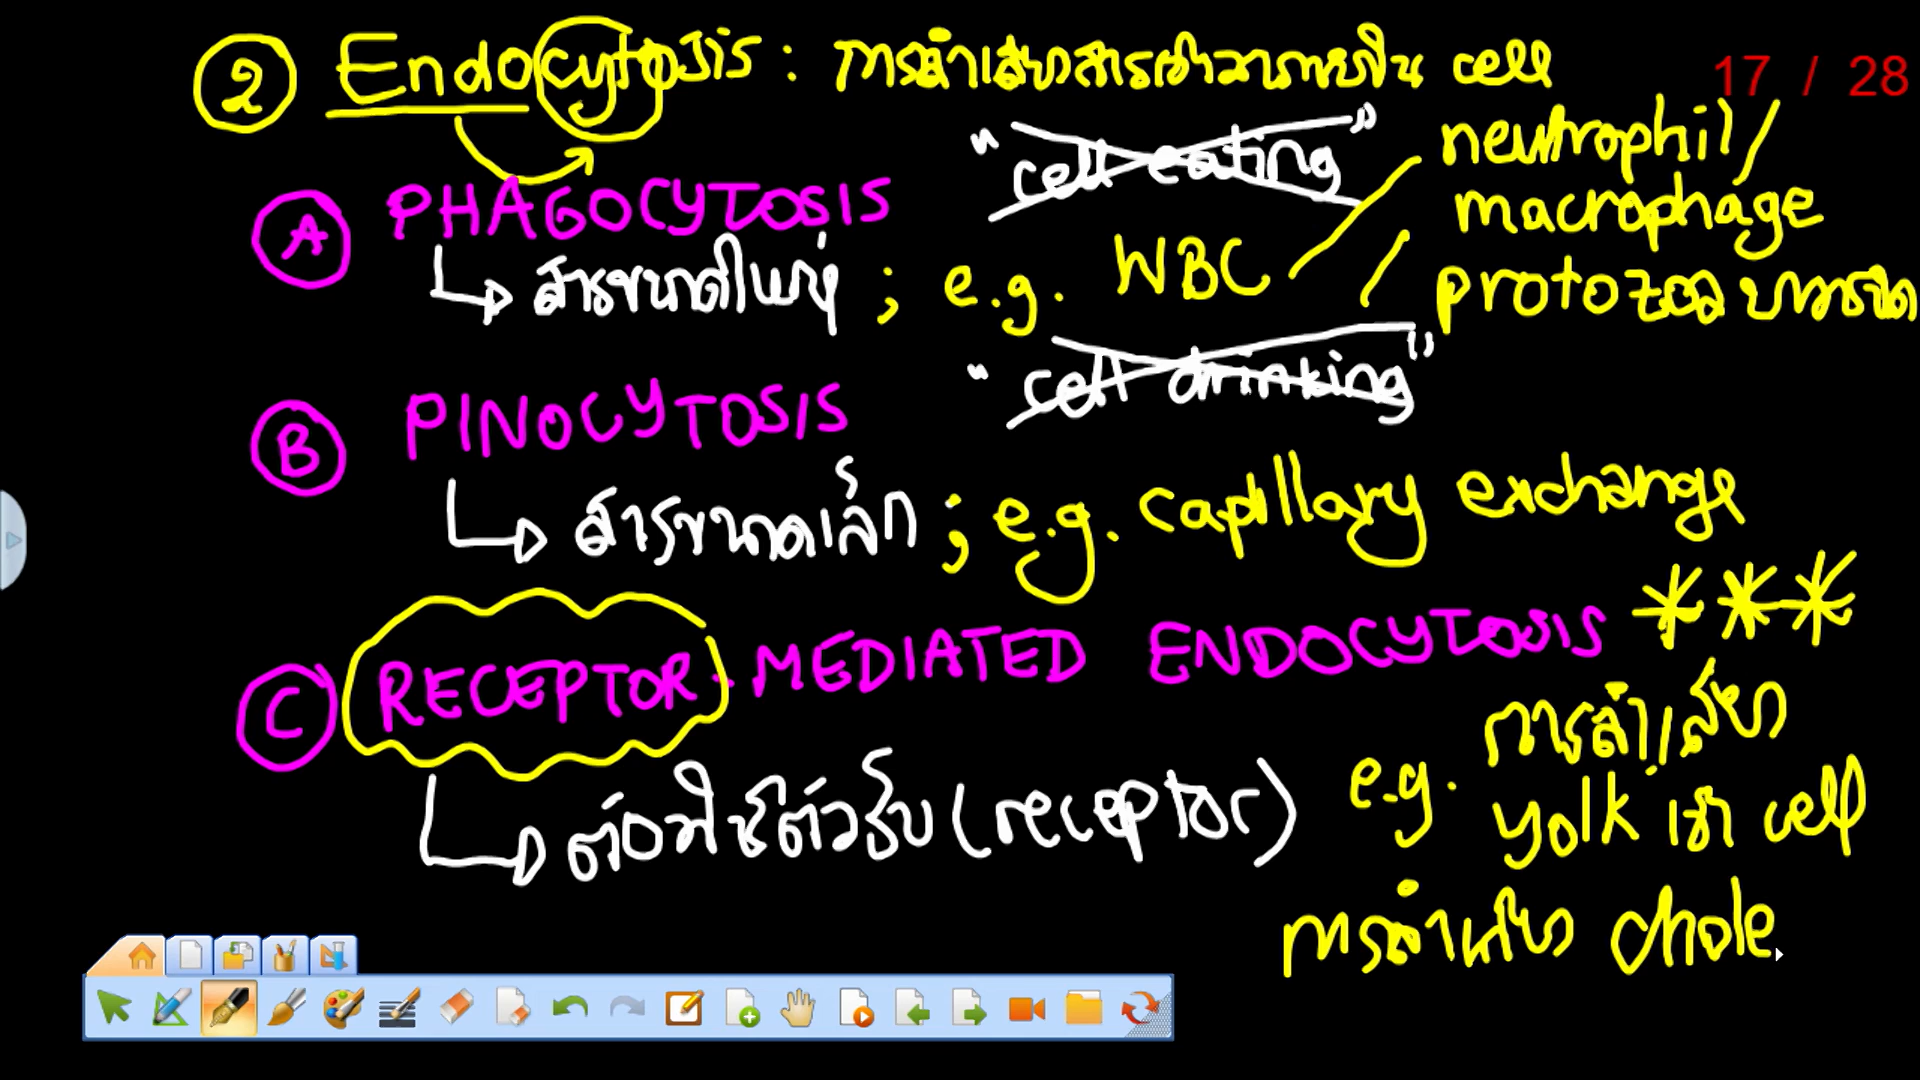 ② Endocytosis : การลำเลียงสารเข้ามาภายใน cell
17 / 28
"cell eating"
neutrophil /
Ⓐ PHAGOCYTOSIS
macrophage
→ สารขนาดใหญ่ ; e.g. WBC
protozoa บางชนิด
"cell drinking"
Ⓑ PINOCYTOSIS
→ สารขนาดเล็ก ; e.g. capillary exchange
Ⓒ RECEPTOR - MEDIATED ENDOCYTOSIS ***
→ ต้องมี/ใช้ตัวรับ (receptor)
e.g. การลำเลียง
yolk เข้า cell
การลำเลียง chole